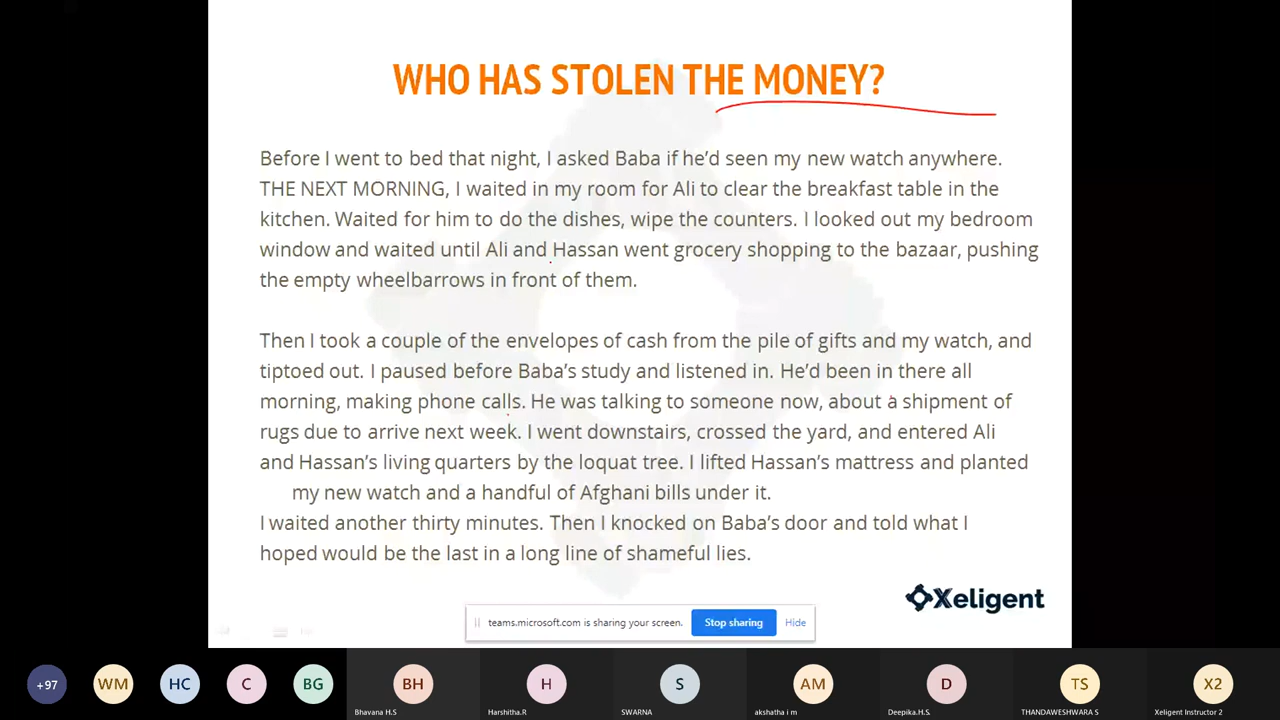 WHO HAS STOLEN THE MONEY?
Before I went to bed that night, I asked Baba if he’d seen my new watch anywhere.
THE NEXT MORNING, I waited in my room for Ali to clear the breakfast table in the
kitchen. Waited for him to do the dishes, wipe the counters. I looked out my bedroom
window and waited until Ali and Hassan went grocery shopping to the bazaar, pushing
the empty wheelbarrows in front of them.
Then I took a couple of the envelopes of cash from the pile of gifts and my watch, and
tiptoed out. I paused before Baba’s study and listened in. He’d been in there all
morning, making phone calls. He was talking to someone now, about a shipment of
rugs due to arrive next week. I went downstairs, crossed the yard, and entered Ali
and Hassan’s living quarters by the loquat tree. I lifted Hassan’s mattress and planted
my new watch and a handful of Afghani bills under it.
I waited another thirty minutes. Then I knocked on Baba’s door and told what I
hoped would be the last in a long line of shameful lies.
Xeligent
teams.microsoft.com is sharing your screen. Stop sharing Hide
+97 WM HC C BG BH H S AM D TS X2
Bhavana H.S Harshitha.R SWARNA akshatha i m Deepika.H.S. THANDAWESHWARA S Xeligent Instructor 2